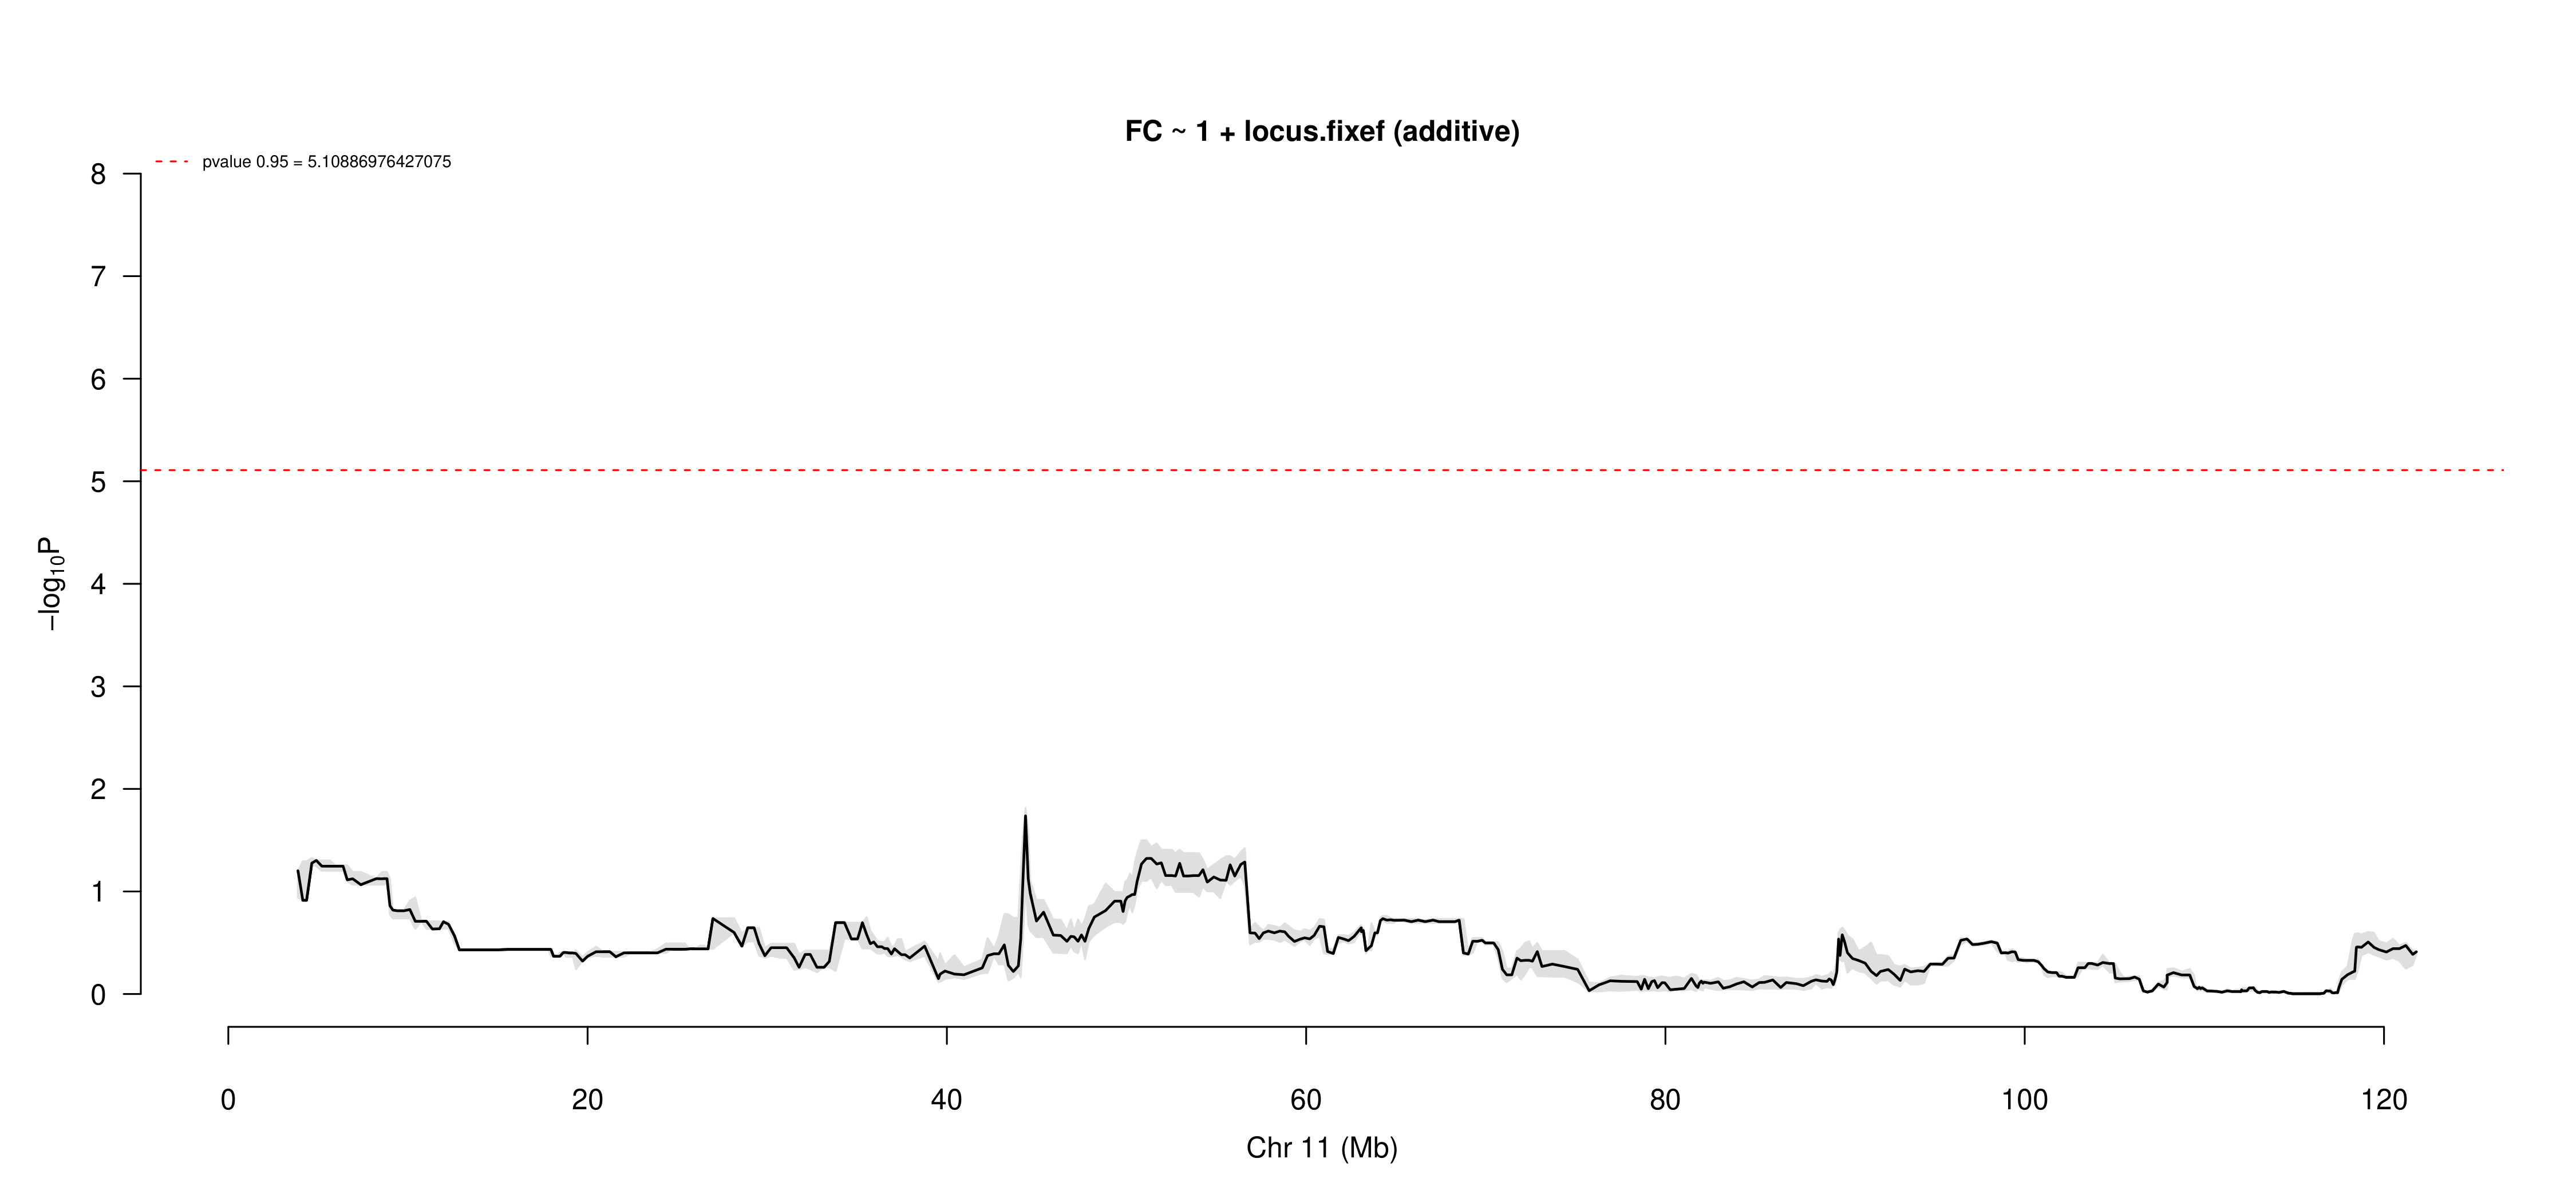 FC ~ 1 + locus.fixef (additive)
pvalue 0.95 = 5.10886976427075
8
7
6
5
4
3
2
1
0
−log10P
0 20 40 60 80 100 120
Chr 11 (Mb)